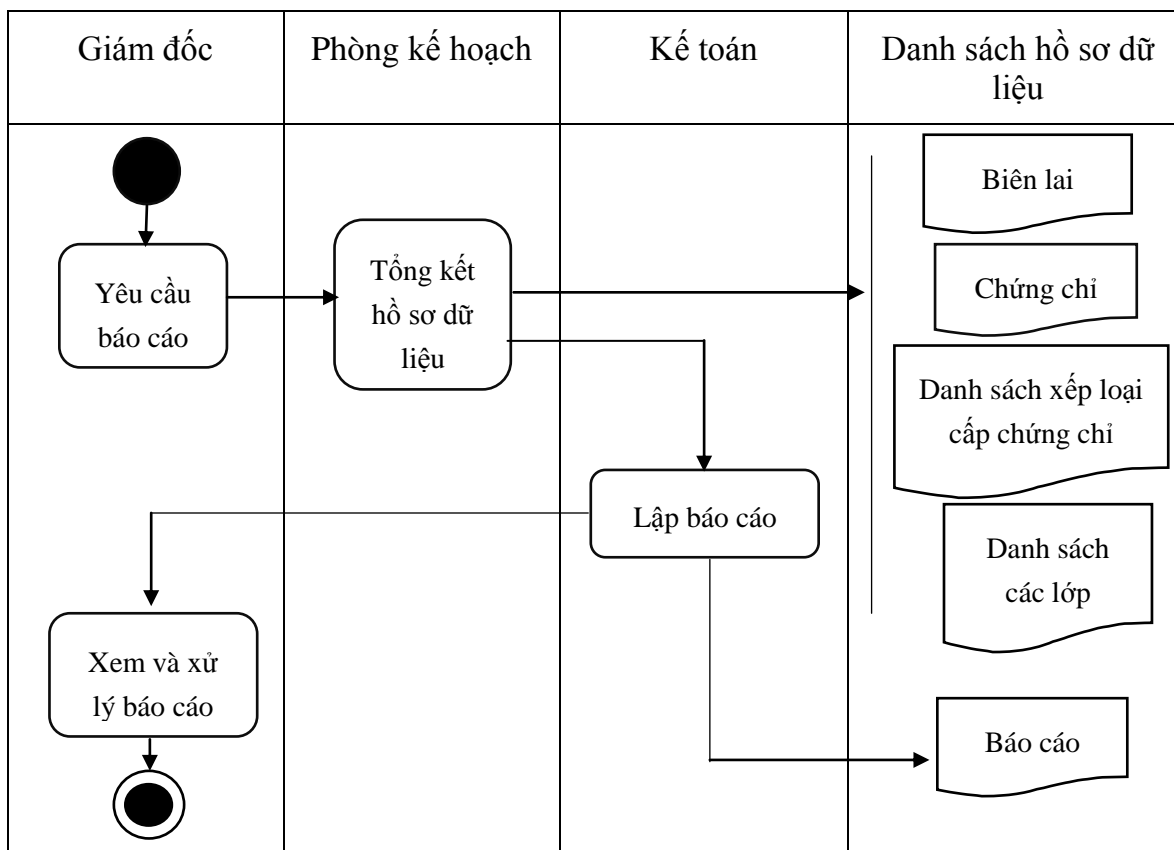 Giám đốc
Phòng kế hoạch
Kế toán
Danh sách hồ sơ dữ
liệu
Biên lai
Yêu cầu
báo cáo
Tổng kết
hồ sơ dữ
liệu
Chứng chỉ
Danh sách xếp loại
cấp chứng chỉ
Lập báo cáo
Danh sách
các lớp
Xem và xử
lý báo cáo
Báo cáo